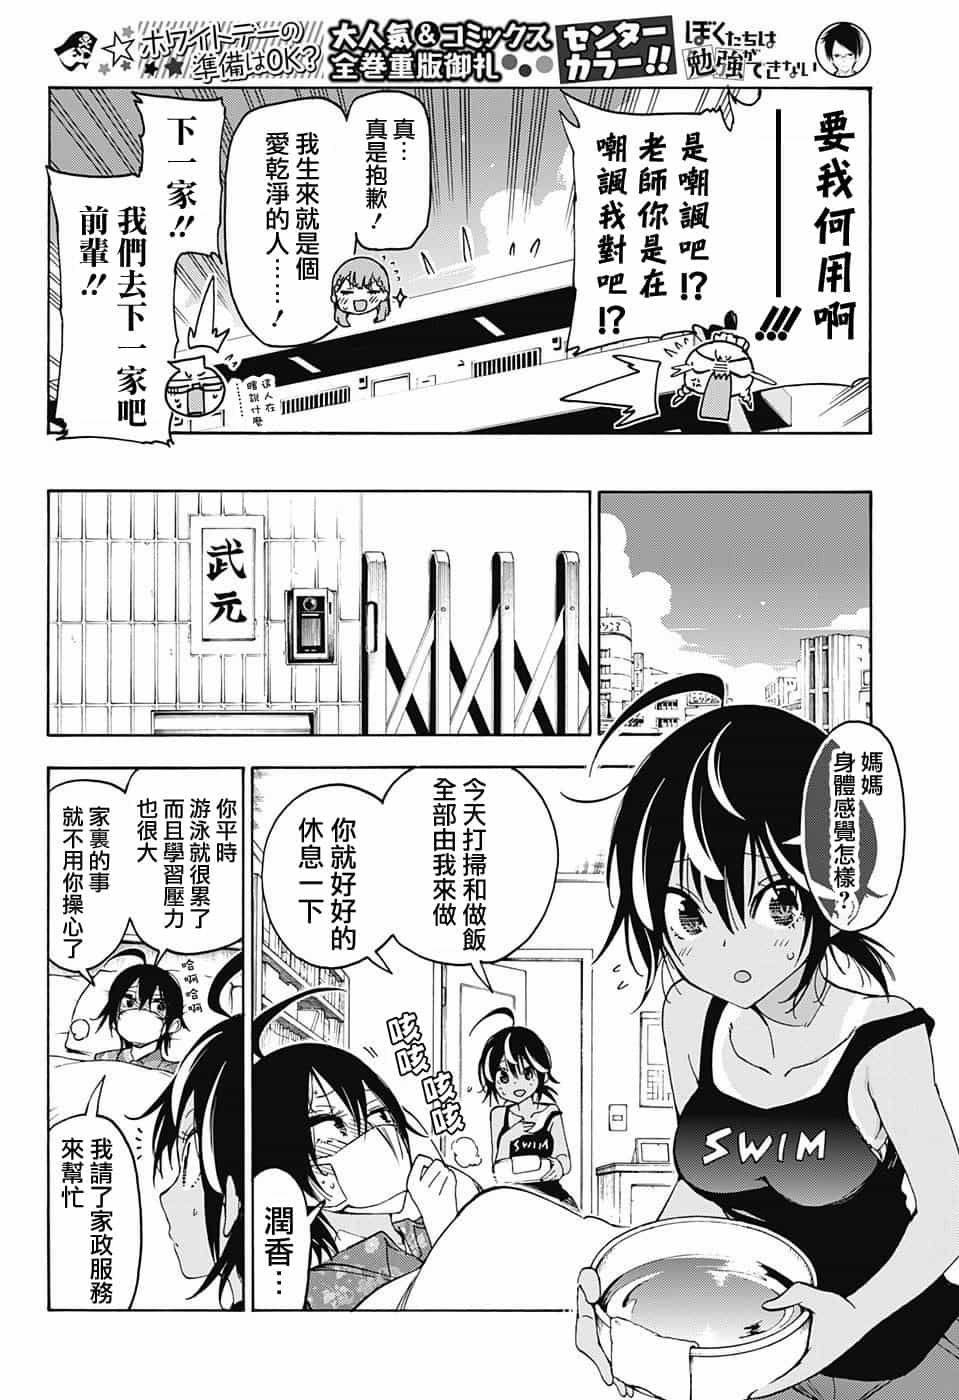 ☆ホワイトデーの
準備はOK?
大人気&コミックス
全巻重版御礼
センター
カラー!!
ぼくたちは
勉強ができない
要我何用啊
———!!!
是嘲諷吧!?
老師你是在
嘲諷我對吧!?
真…
真是抱歉!
我生來就是個
愛乾淨的人……
這人在
瞎說什麼
……
下一家!!
我們去下一家吧
前輩!!
武元
媽媽
身體感覺怎樣?
SWIM
今天打掃和做飯
全部由我來做
你就好好的
休息一下
SWIM
咳咳
咳咳
潤香…
你平時
游泳就很累了
而且學習壓力
也很大
家裏的事
就不用你操心了
哈啊哈啊
我請了家政服務
來幫忙